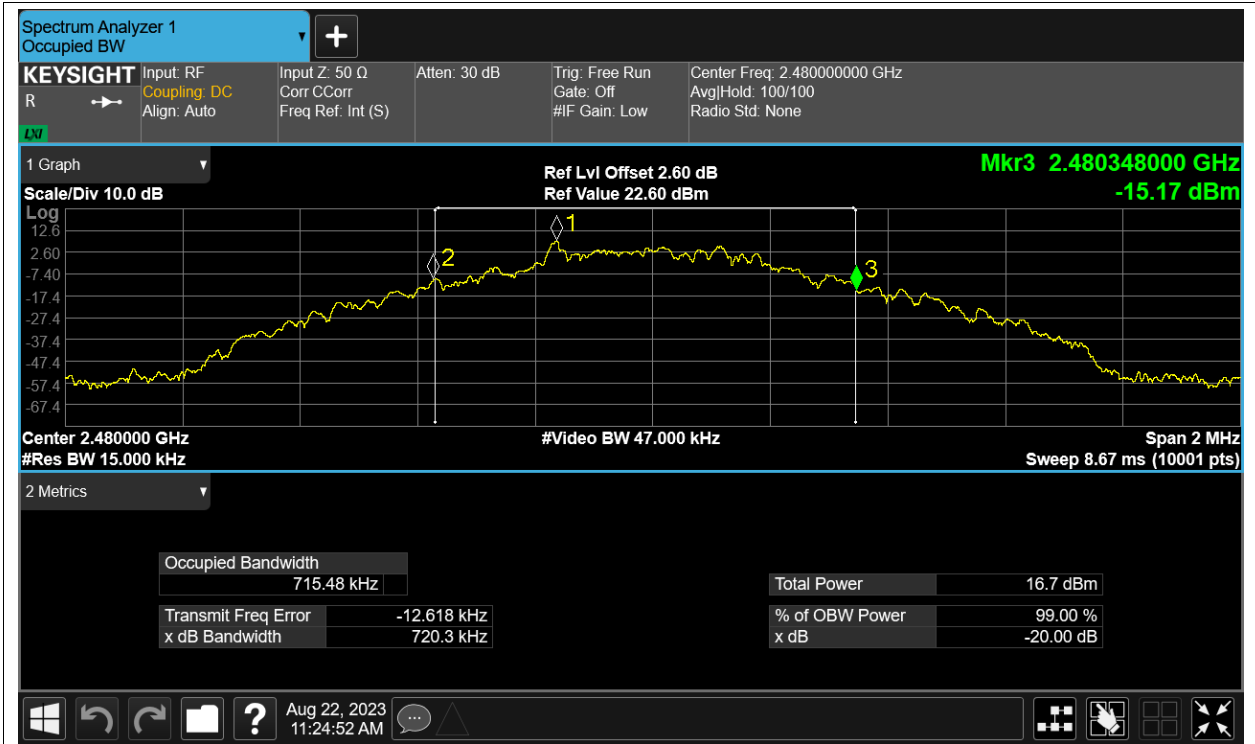 Spectrum Analyzer 1
Occupied BW
▼
+
KEYSIGHT
R
LXI
Input: RF
Coupling: DC
Align: Auto
Input Z: 50 Ω
Corr CCorr
Freq Ref: Int (S)
Atten: 30 dB
Trig: Free Run
Gate: Off
#IF Gain: Low
Center Freq: 2.480000000 GHz
Avg|Hold: 100/100
Radio Std: None
1 Graph ▼
Scale/Div 10.0 dB
Ref Lvl Offset 2.60 dB
Ref Value 22.60 dBm
Mkr3 2.480348000 GHz
-15.17 dBm
Log
12.6
2.60
-7.40
-17.4
-27.4
-37.4
-47.4
-57.4
-67.4
1
2
3
Center 2.480000 GHz
#Res BW 15.000 kHz
#Video BW 47.000 kHz
Span 2 MHz
Sweep 8.67 ms (10001 pts)
2 Metrics ▼
Occupied Bandwidth
715.48 kHz
Transmit Freq Error -12.618 kHz
x dB Bandwidth 720.3 kHz
Total Power 16.7 dBm
% of OBW Power 99.00 %
x dB -20.00 dB
?
Aug 22, 2023
11:24:52 AM